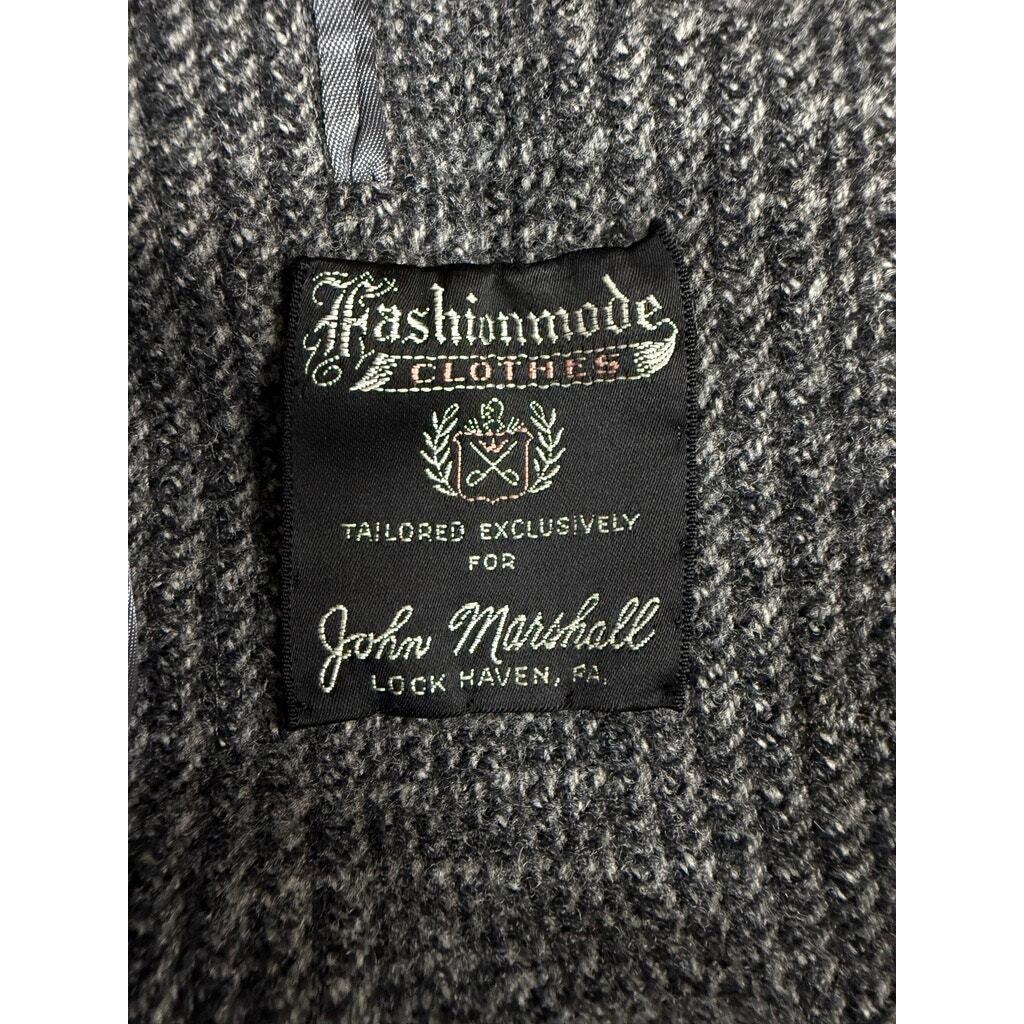 Fashionmode
CLOTHES
TAILORED EXCLUSIVELY
FOR
John Marshall
LOCK HAVEN, PA.